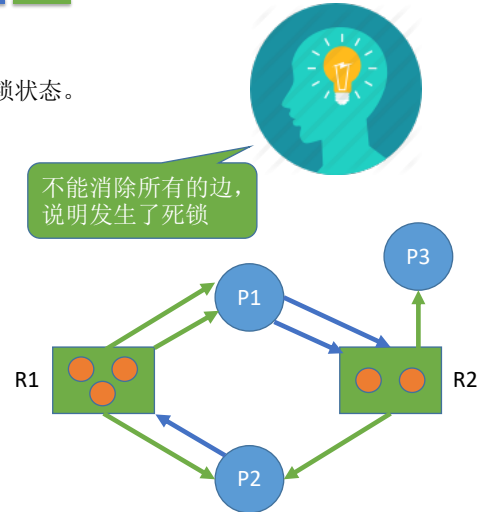 锁状态。
不能消除所有的边，
说明发生了死锁
P3
P1
R1
R2
P2